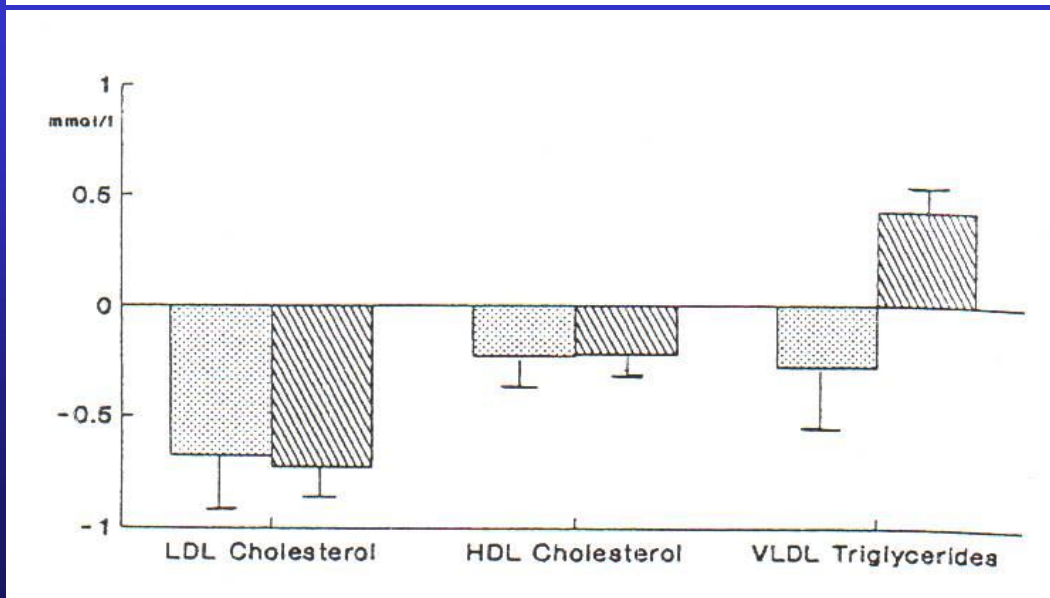 1
mmol/l
0.5
0
-0.5
-1
LDL Cholesterol
HDL Cholesterol
VLDL Triglycerides